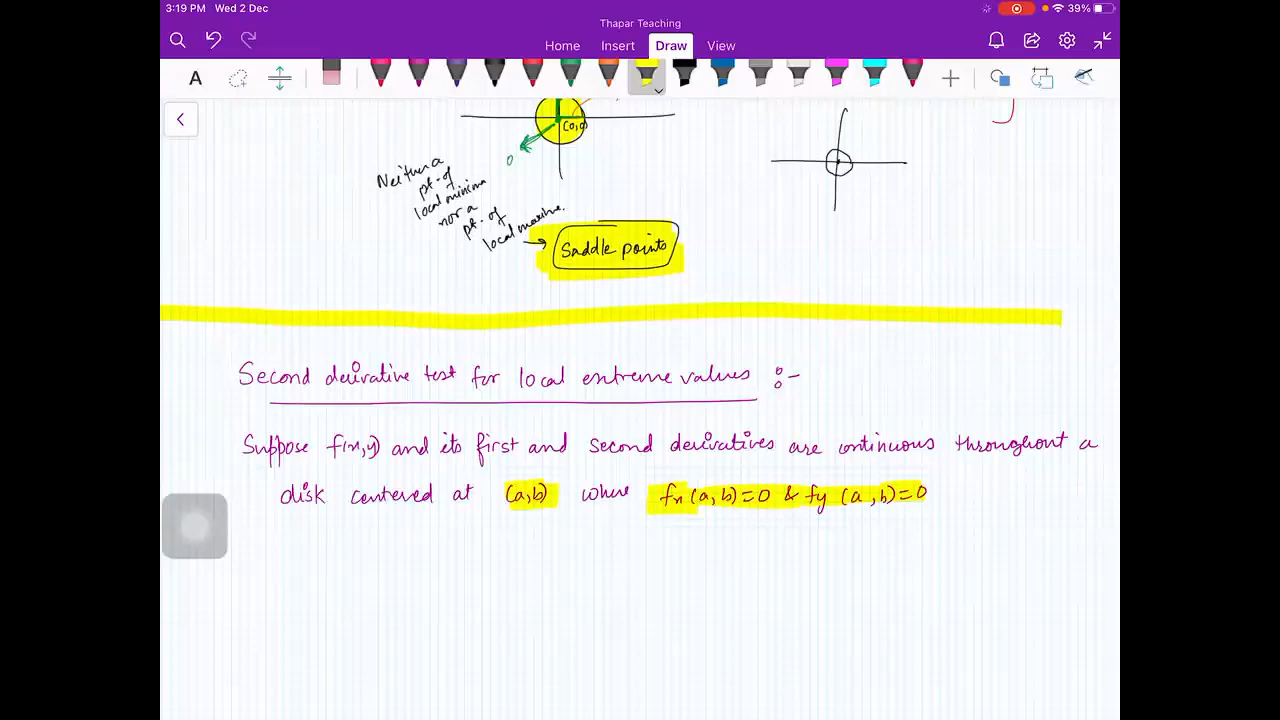 3:19 PM Wed 2 Dec
39%
Thapar Teaching
Home Insert Draw View
A
(0,0)
0
Neither a
pt. of
local minima
nor a
pt. of
local maxima.
Saddle points
Second derivative test for local extreme values :-
Suppose f(x,y) and its first and second derivatives are continuous throughout a
disk centered at (a,b) where fx(a,b)=0 & fy (a,b)=0